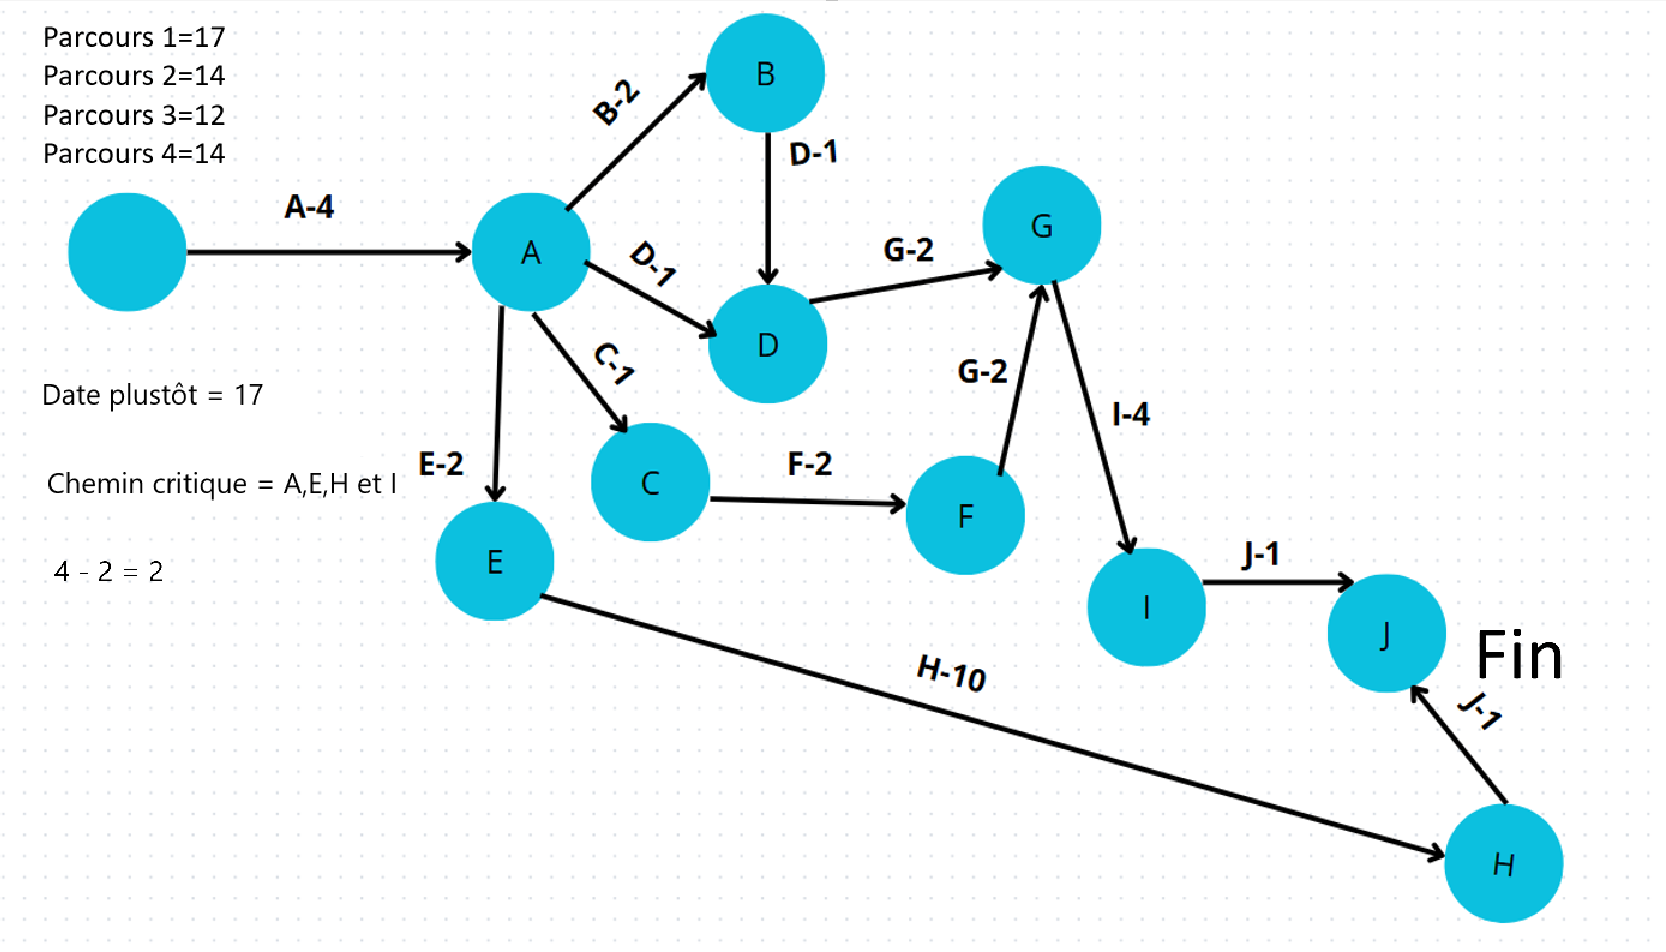 Parcours 1=17
Parcours 2=14
Parcours 3=12
Parcours 4=14
A-4
B-2
B
D-1
A
D-1
D
G-2
G
C-1
G-2
I-4
Date plustôt = 17
E-2
Chemin critique = A,E,H et I
C
F-2
F
4 - 2 = 2
E
J-1
I
J
Fin
H-10
J-1
H